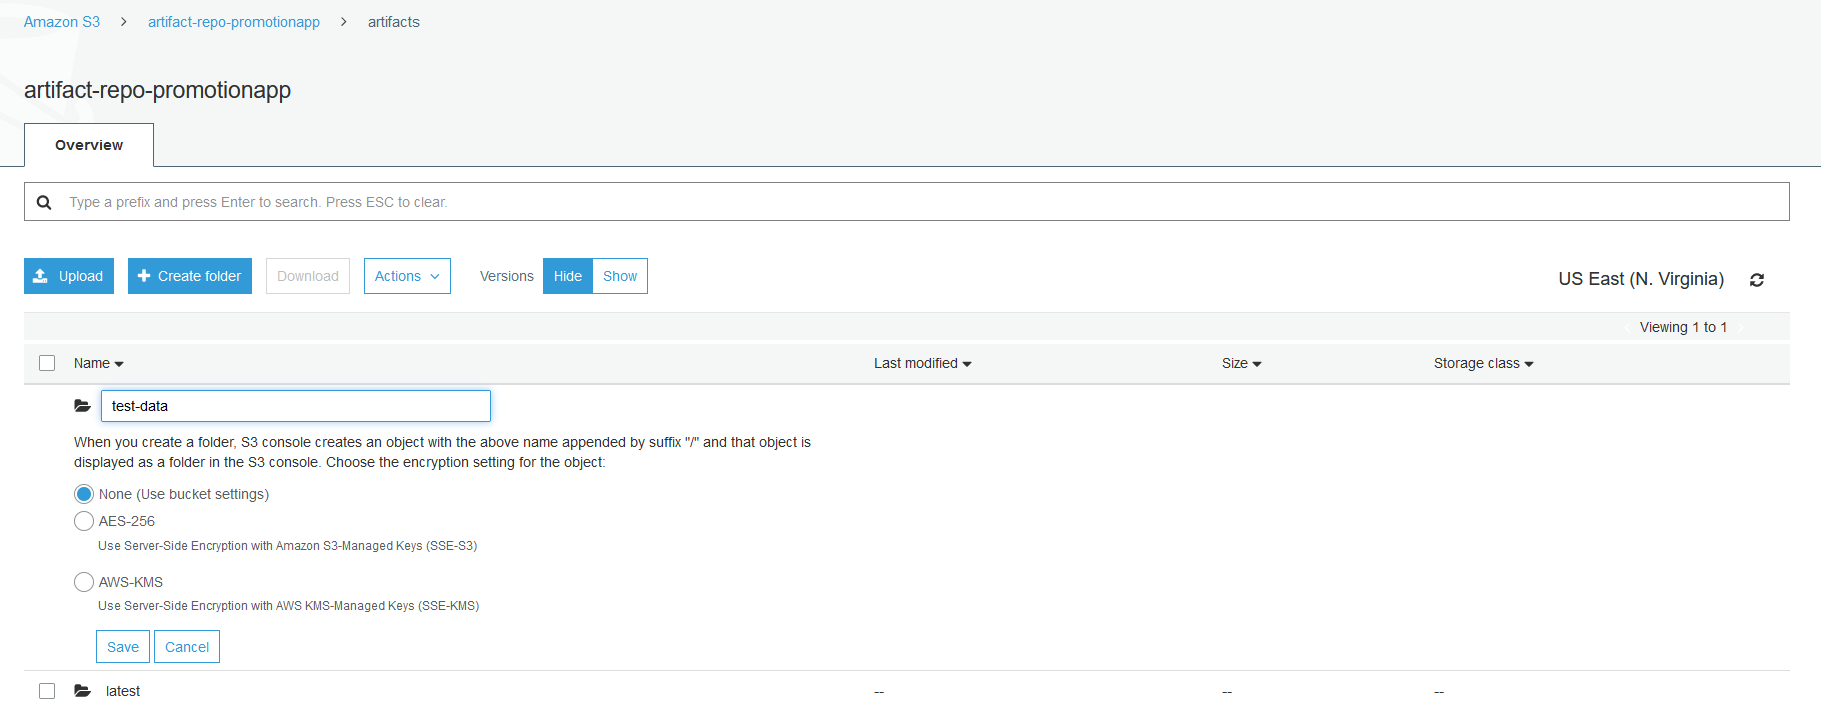 Amazon S3 > artifact-repo-promotionapp > artifacts
artifact-repo-promotionapp
Overview
Type a prefix and press Enter to search. Press ESC to clear.
Upload + Create folder Download Actions Versions Hide Show US East (N. Virginia)
Viewing 1 to 1
Name Last modified Size Storage class
test-data
When you create a folder, S3 console creates an object with the above name appended by suffix "/" and that object is
displayed as a folder in the S3 console. Choose the encryption setting for the object:
None (Use bucket settings)
AES-256
Use Server-Side Encryption with Amazon S3-Managed Keys (SSE-S3)
AWS-KMS
Use Server-Side Encryption with AWS KMS-Managed Keys (SSE-KMS)
Save Cancel
latest -- -- --